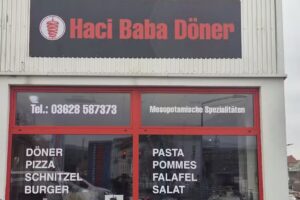 Haci Baba Döner
Tel.: 03628 587373
Mesopotamische Spezialitäten
DÖNER
PIZZA
SCHNITZEL
BURGER
PASTA
POMMES
FALAFEL
SALAT